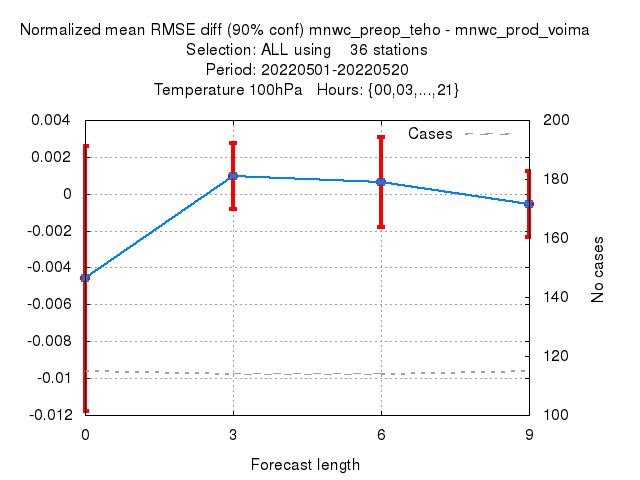 Normalized mean RMSE diff (90% conf) mnwc_preop_teho - mnwc_prod_voima
Selection: ALL using    36 stations
Period: 20220501-20220520
Temperature 100hPa   Hours: {00,03,...,21}
0.004
0.002
0
-0.002
-0.004
-0.006
-0.008
-0.01
-0.012
Cases
200
180
160
140
120
100
No cases
0 3 6 9
Forecast length